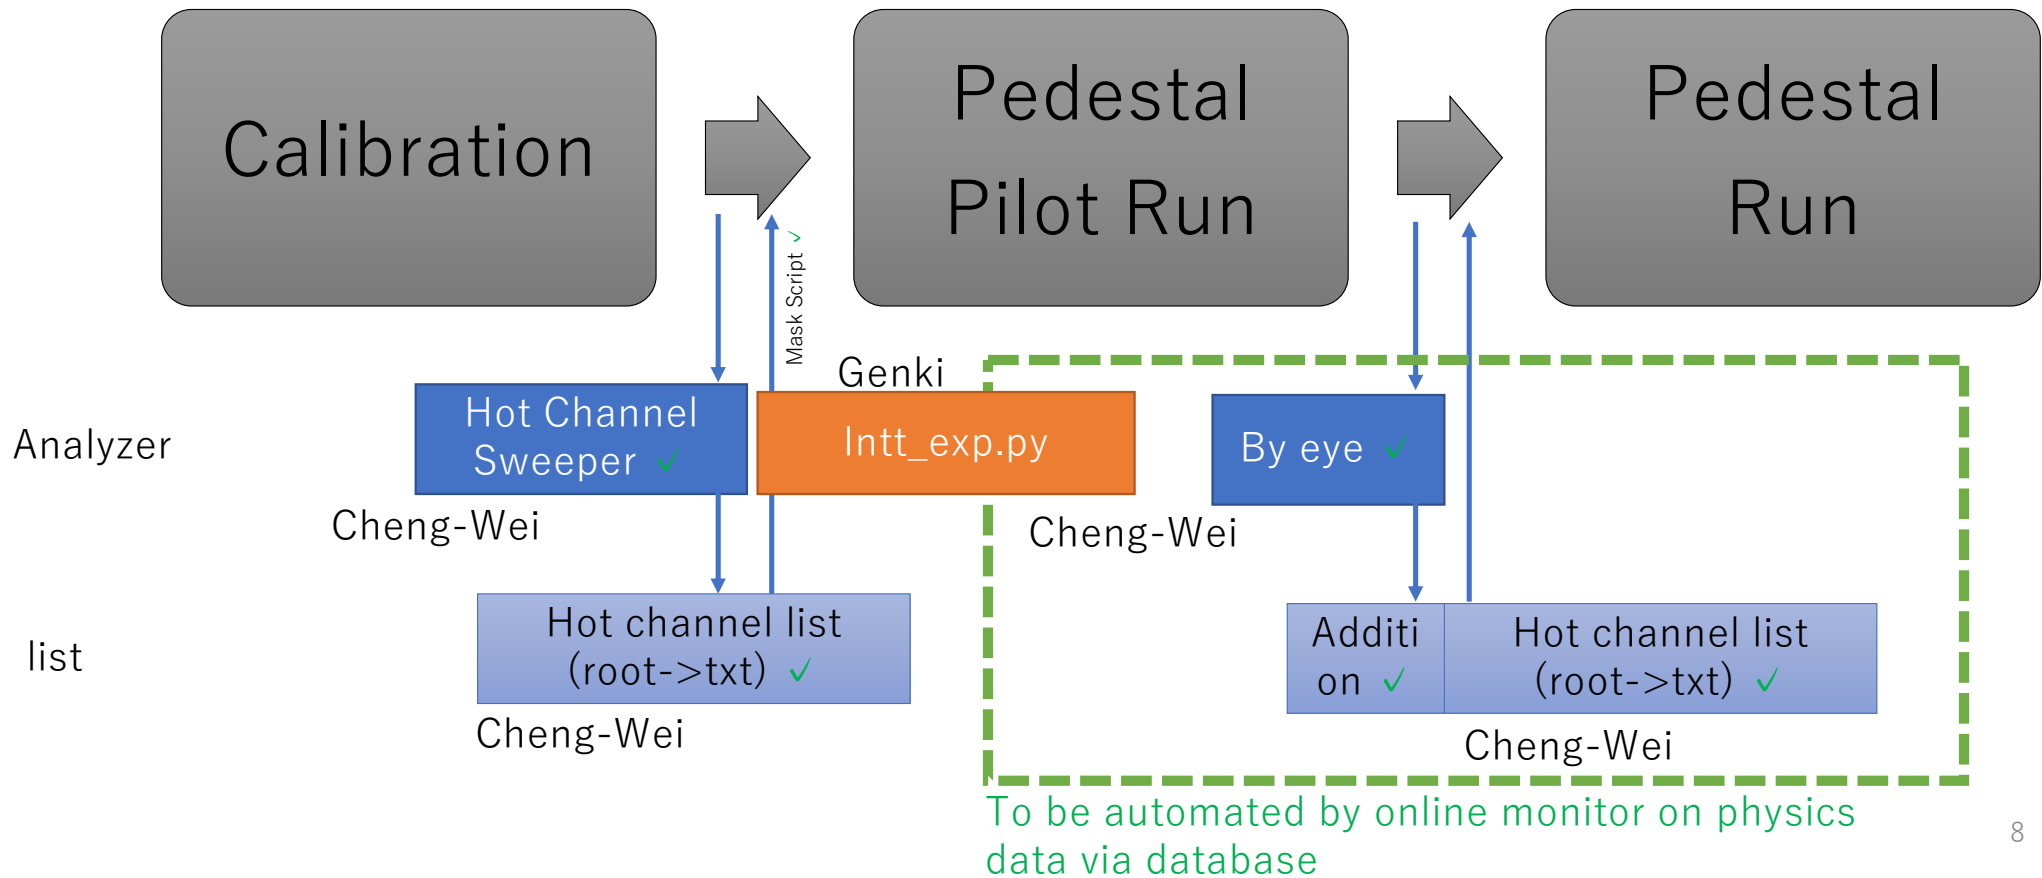 Calibration
Pedestal
Pilot Run
Pedestal
Run
Mask Script ✓
Genki
Analyzer
Hot Channel
Sweeper ✓
Intt_exp.py
By eye ✓
Cheng-Wei
Cheng-Wei
list
Hot channel list
(root->txt) ✓
Additi
on ✓
Hot channel list
(root->txt) ✓
Cheng-Wei
Cheng-Wei
To be automated by online monitor on physics
data via database
8